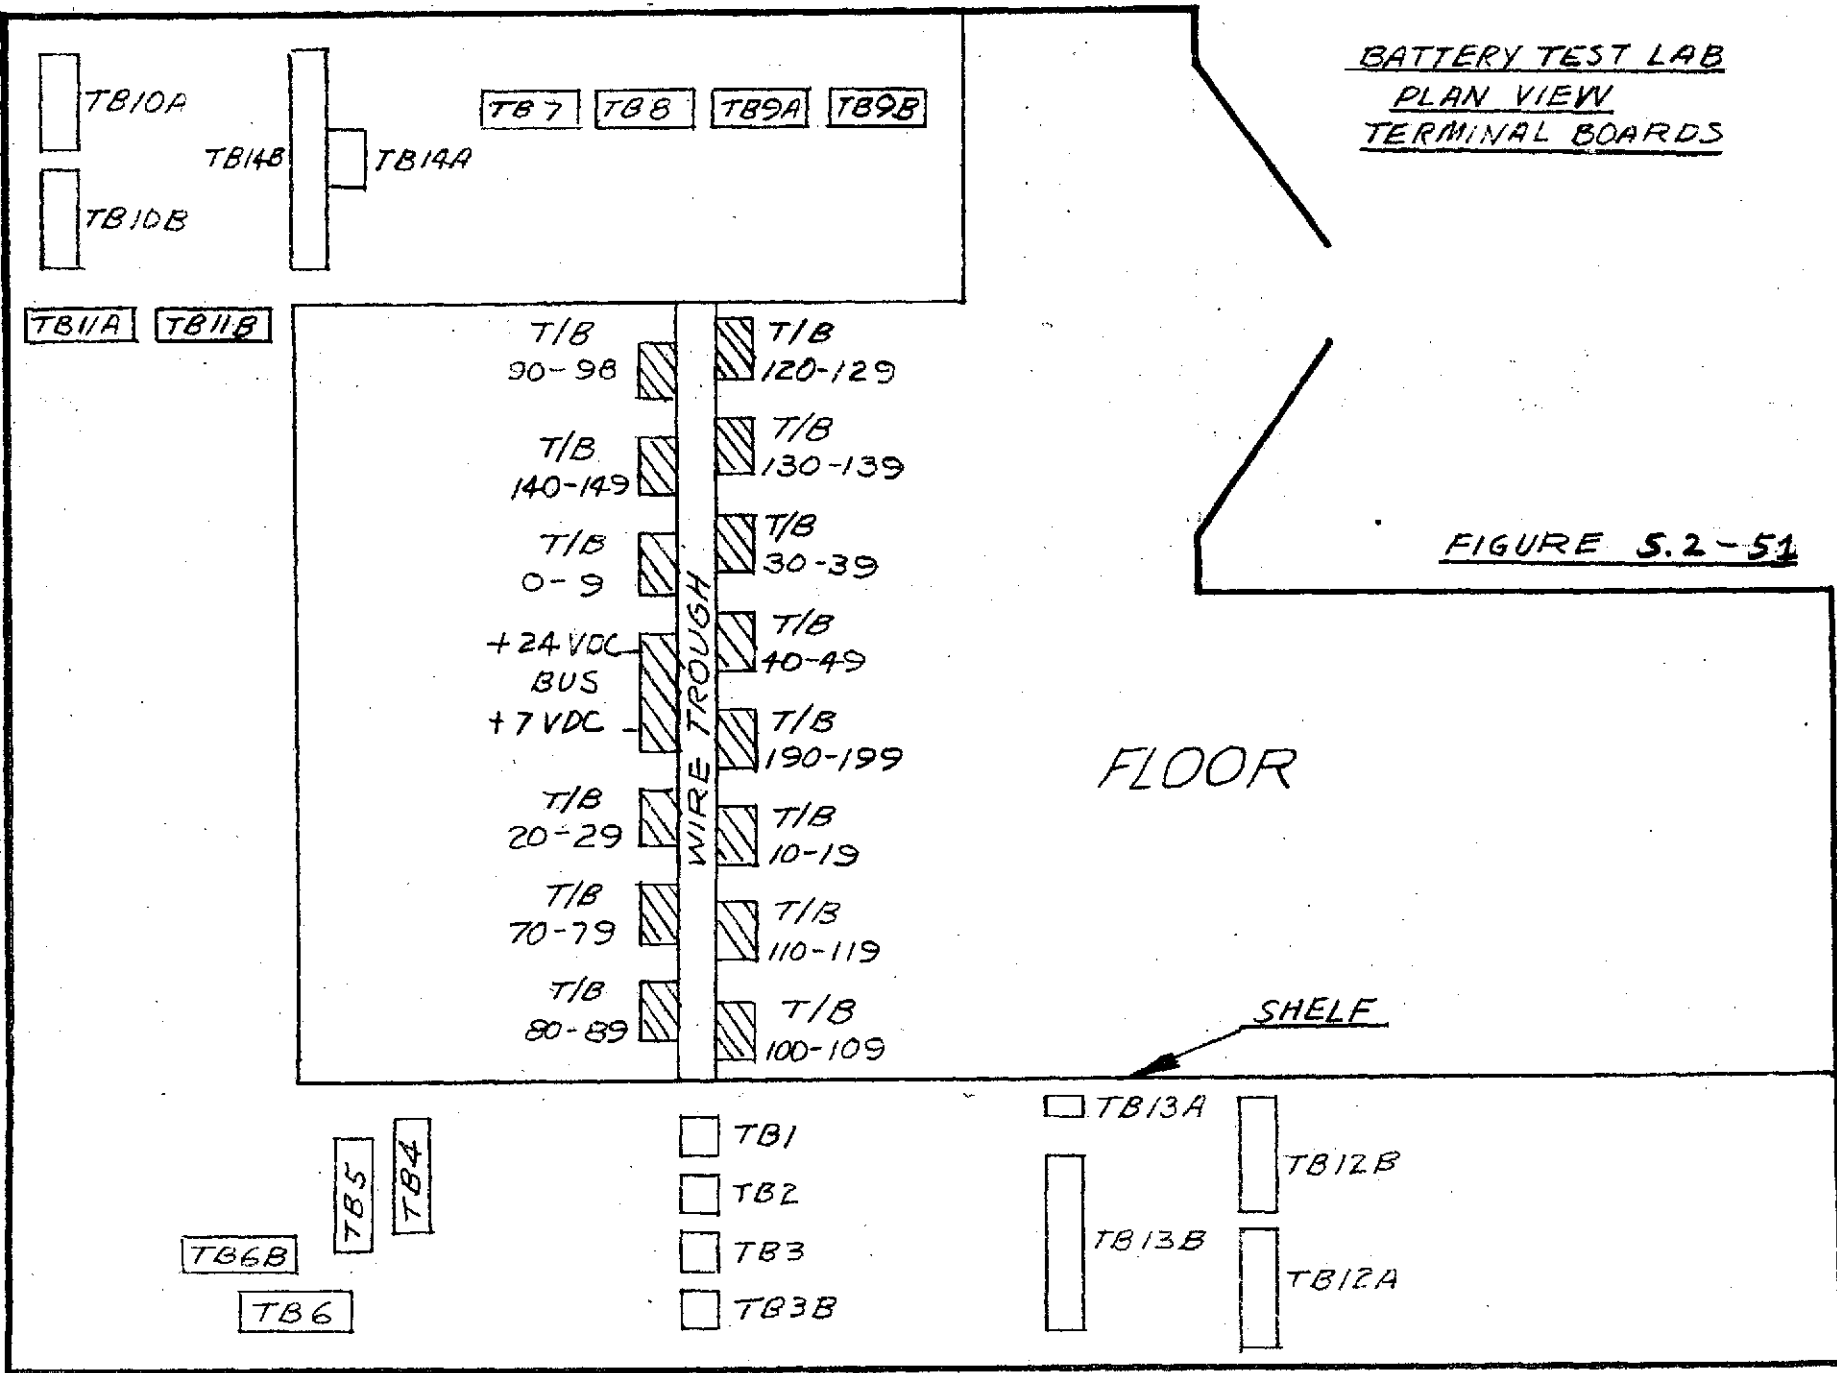 BATTERY TEST LAB
PLAN VIEW
TERMINAL BOARDS
TB10A
TB14B
TB14A
TB7
TB8
TB9A
TB9B
TB10B
TB11A
TB11B
T/B
90-98
T/B
120-129
T/B
140-149
T/B
130-139
T/B
0-9
T/B
30-39
FIGURE 5.2-51
+24 VDC
BUS
+7 VDC
WIRE TROUGH
T/B
40-49
T/B
190-199
FLOOR
T/B
20-29
T/B
10-19
T/B
70-79
T/B
110-119
T/B
80-89
T/B
100-109
SHELF
TB5
TB4
TB6B
TB6
TB1
TB2
TB3
TB3B
TB13A
TB13B
TB12B
TB12A